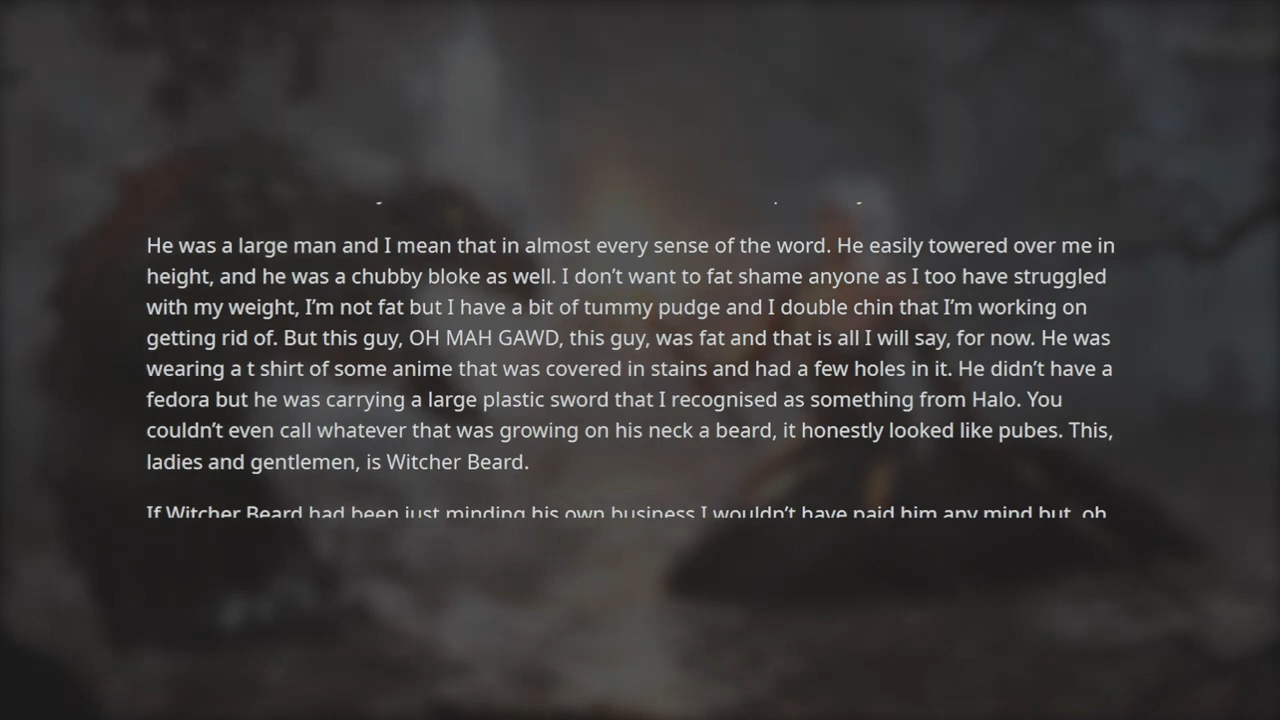 He was a large man and I mean that in almost every sense of the word. He easily towered over me in
height, and he was a chubby bloke as well. I don’t want to fat shame anyone as I too have struggled
with my weight, I’m not fat but I have a bit of tummy pudge and I double chin that I’m working on
getting rid of. But this guy, OH MAH GAWD, this guy, was fat and that is all I will say, for now. He was
wearing a t shirt of some anime that was covered in stains and had a few holes in it. He didn’t have a
fedora but he was carrying a large plastic sword that I recognised as something from Halo. You
couldn’t even call whatever that was growing on his neck a beard, it honestly looked like pubes. This,
ladies and gentlemen, is Witcher Beard.
If Witcher Beard had been just minding his own business I wouldn’t have paid him any mind but, oh